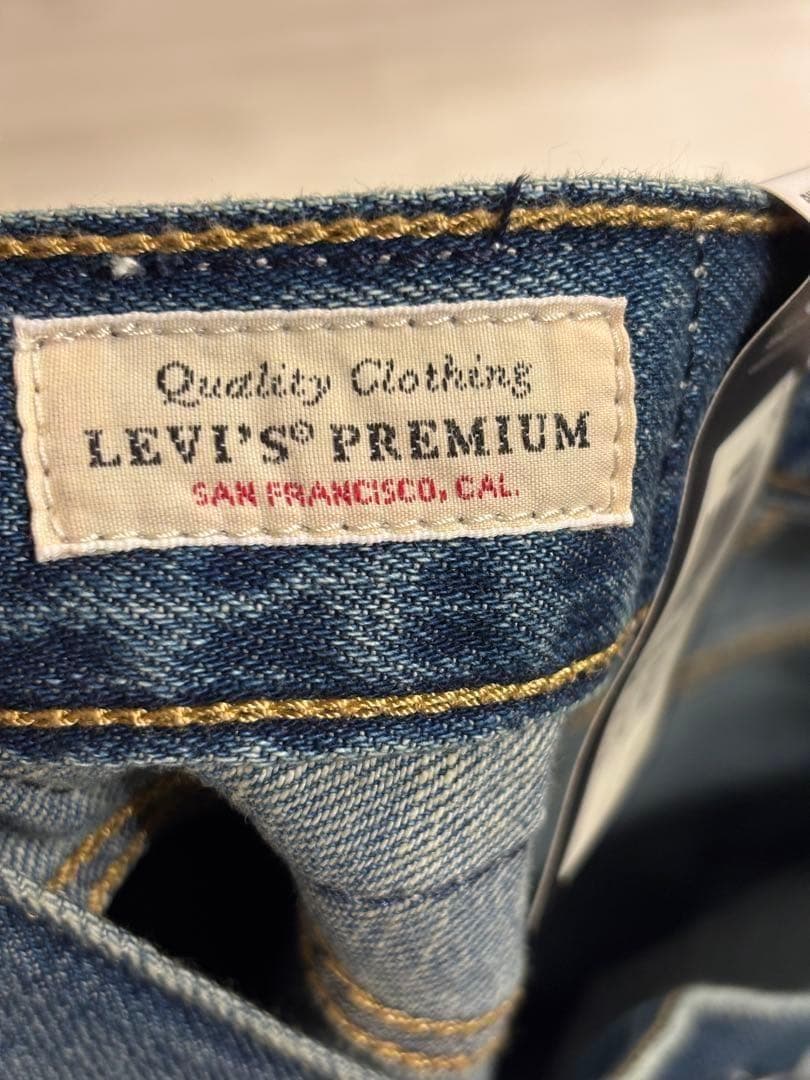 Quality Clothing
LEVI'S® PREMIUM
SAN FRANCISCO, CAL.